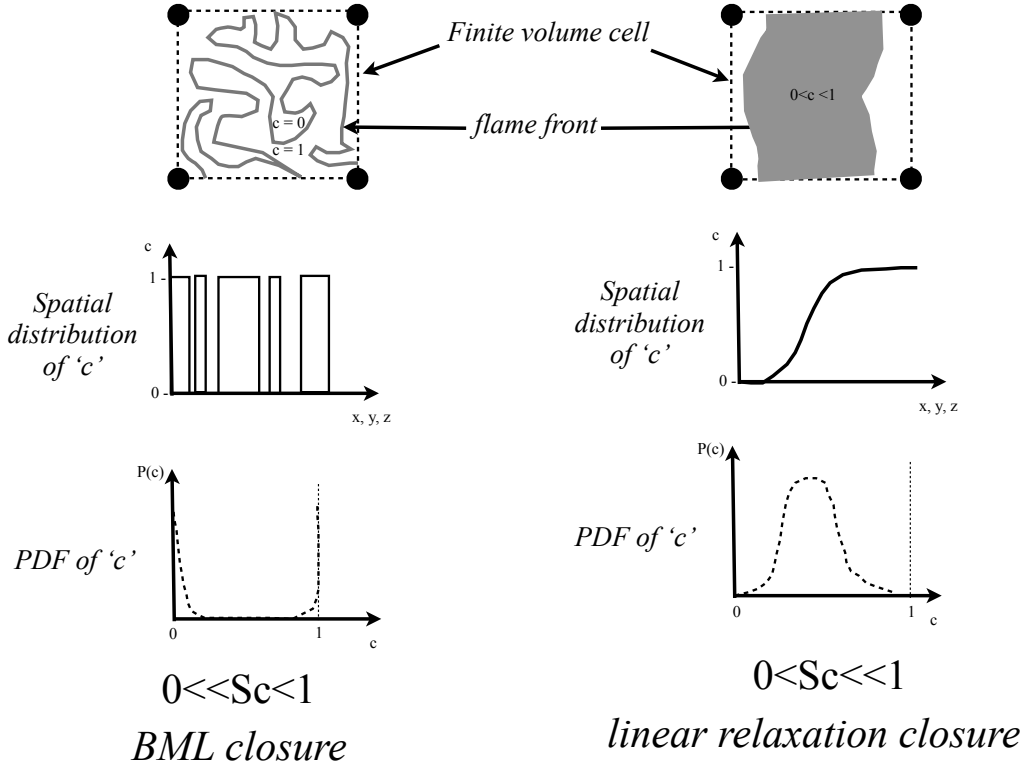 Finite volume cell
flame front
c = 0
c = 1
0<c <1
c
1 -
0 -
x, y, z
Spatial
distribution
of ‘c’
c
1 -
0 -
x, y, z
Spatial
distribution
of ‘c’
P(c)
0
1
c
PDF of ‘c’
P(c)
0
1
c
PDF of ‘c’
0<<Sc<1
BML closure
0<Sc<<1
linear relaxation closure